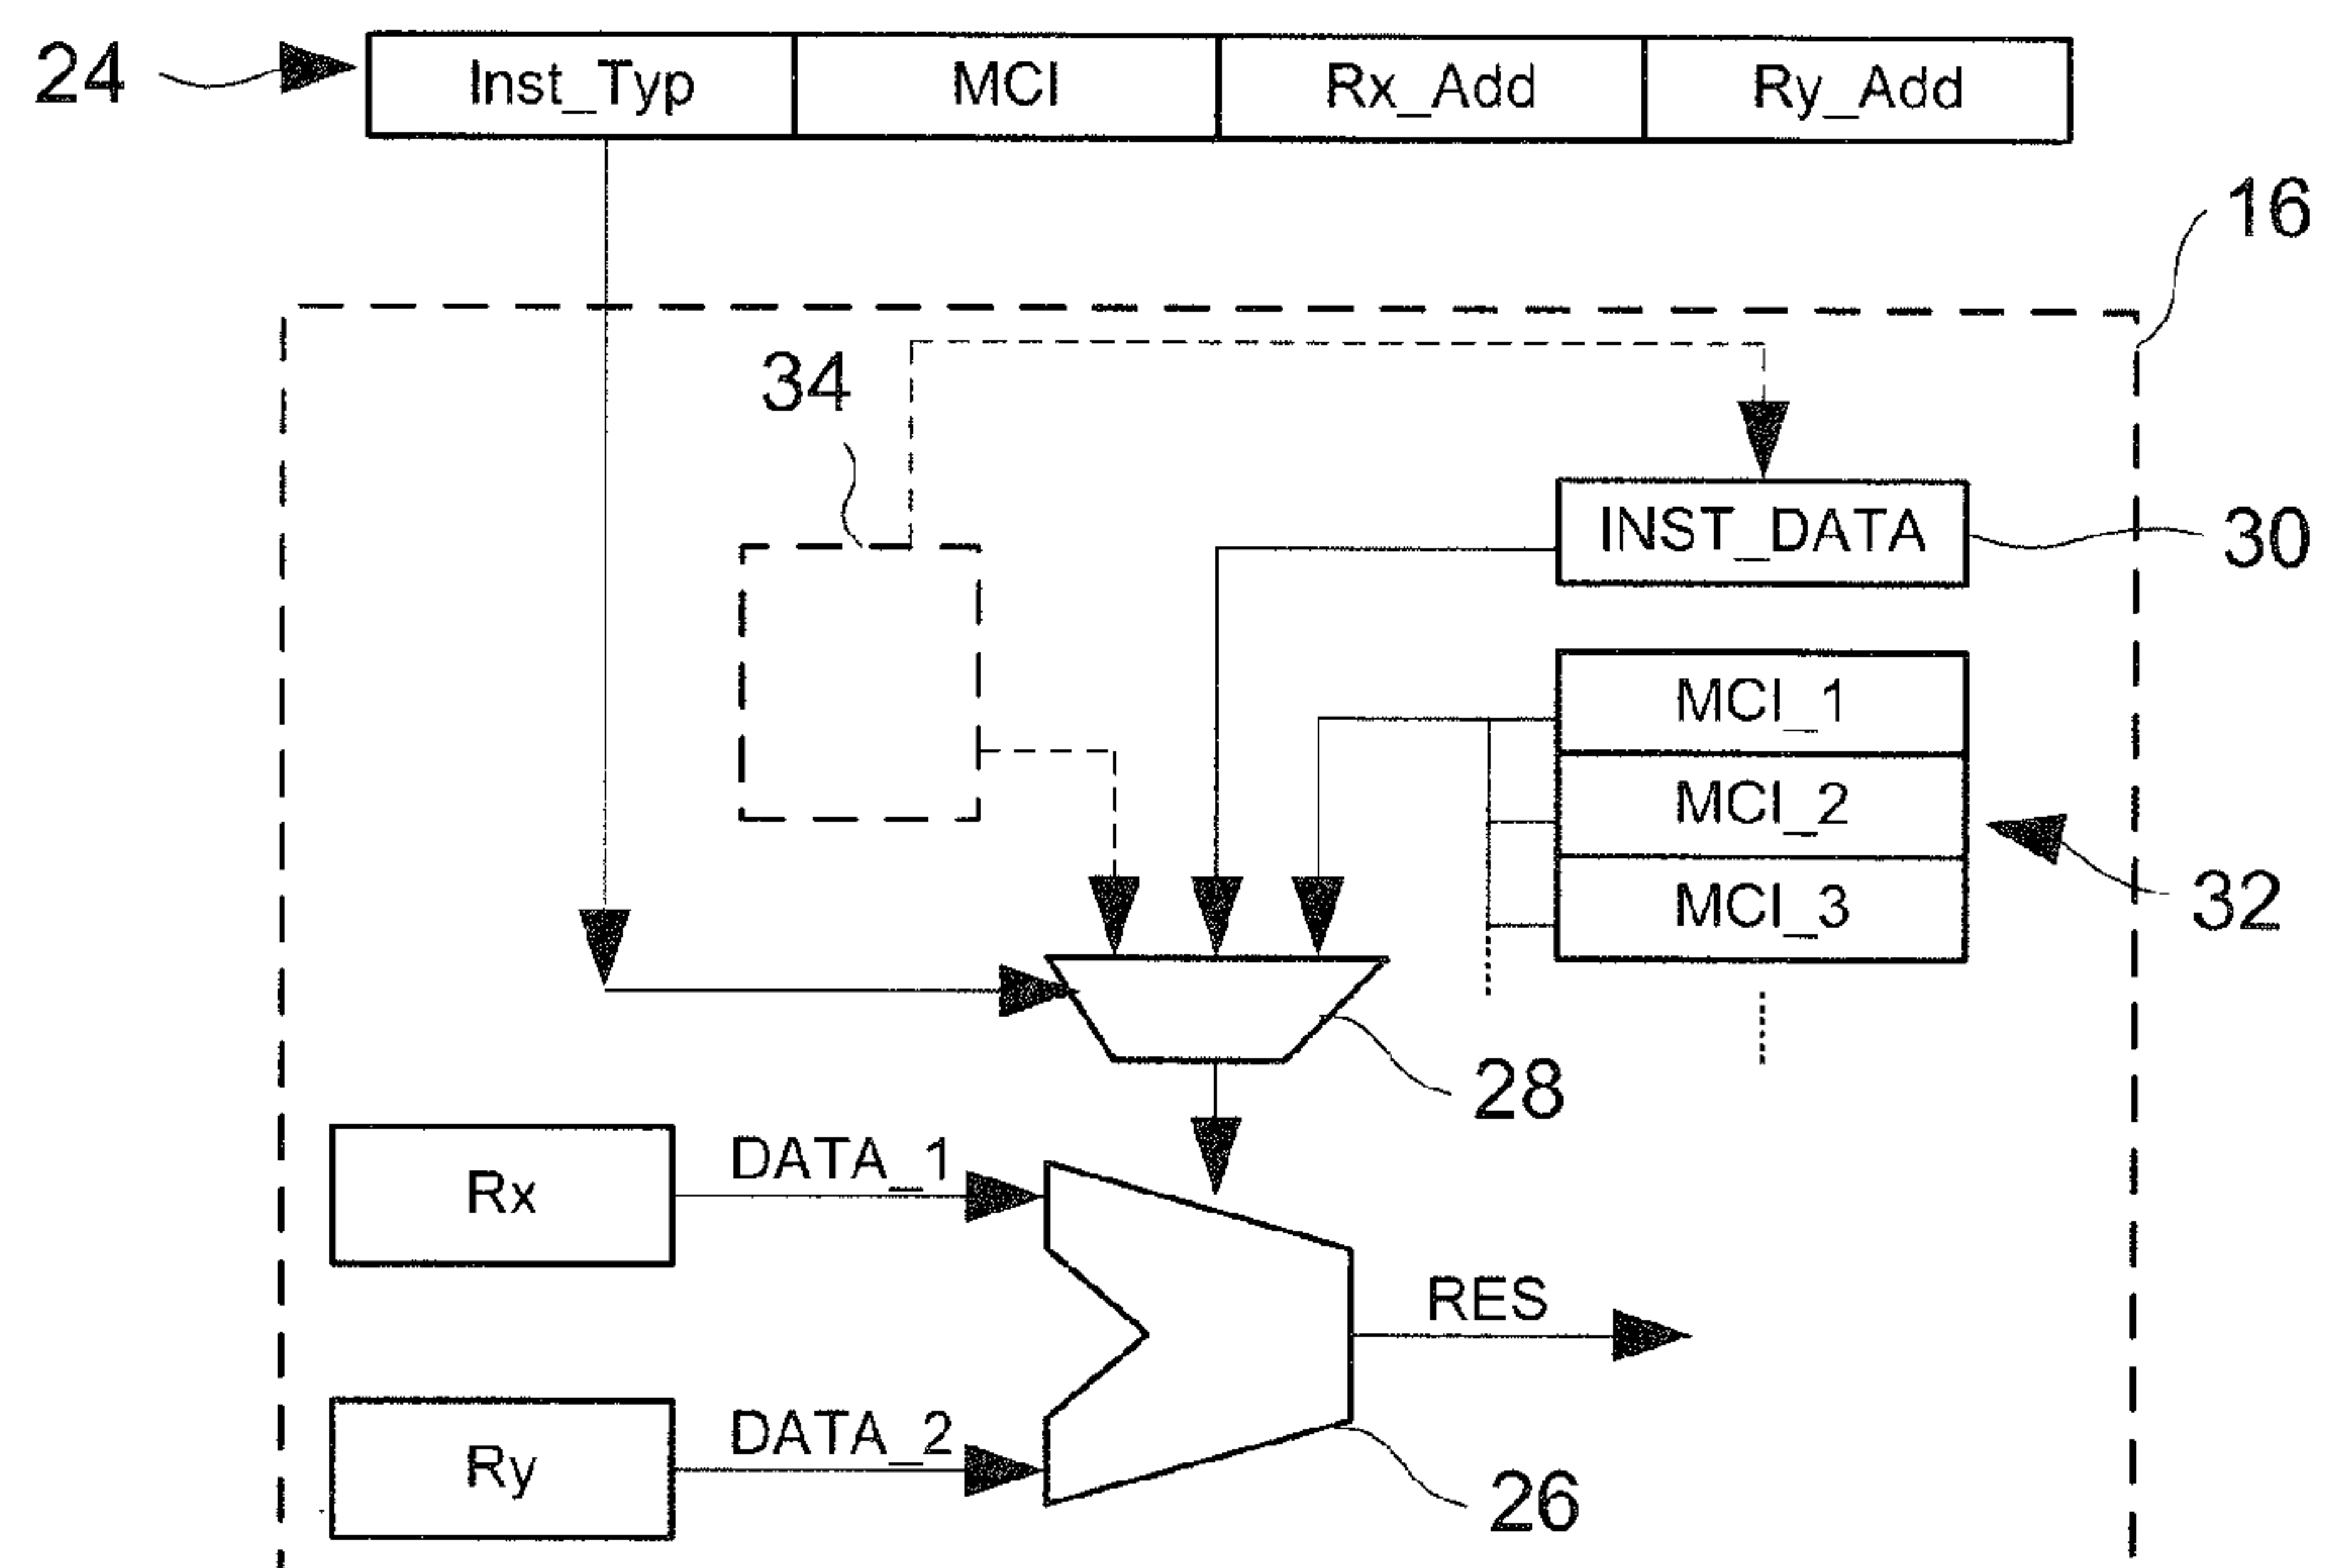 24
Inst_Typ MCI Rx_Add Ry_Add
16
34
INST_DATA
30
MCI_1
MCI_2
MCI_3
32
28
Rx
DATA_1
RES
Ry
DATA_2
26